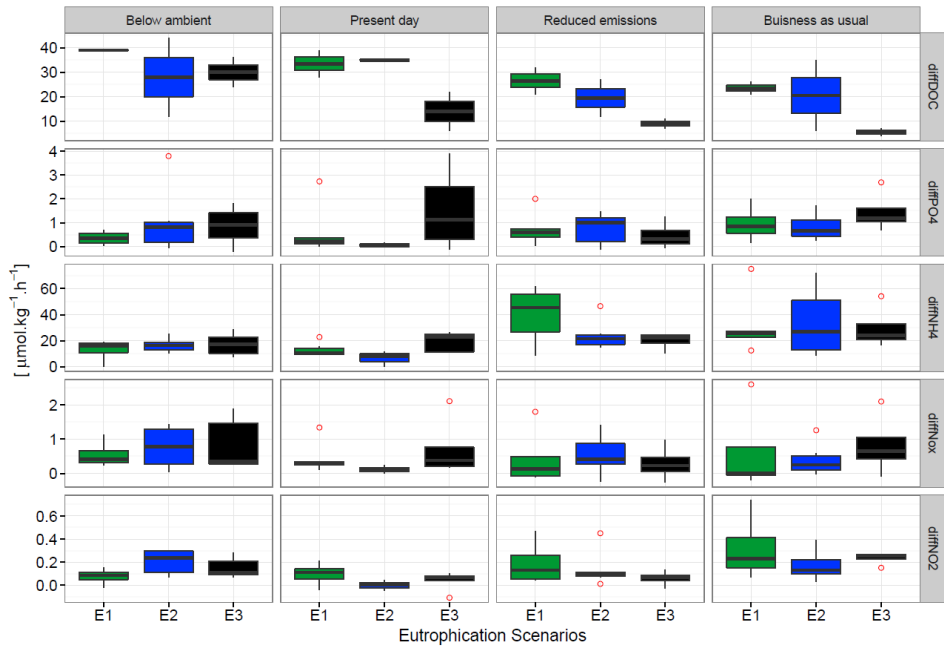 Below ambient Present day Reduced emissions Buisness as usual
40
30
20
10
diffDOC
4
3
2
1
0
diffPO4
60
40
20
0
diffNH4
2
1
0
diffNox
0.6
0.4
0.2
0.0
diffNO2
[ μmol.kg⁻¹.h⁻¹]
E1 E2 E3 E1 E2 E3 E1 E2 E3 E1 E2 E3
Eutrophication Scenarios